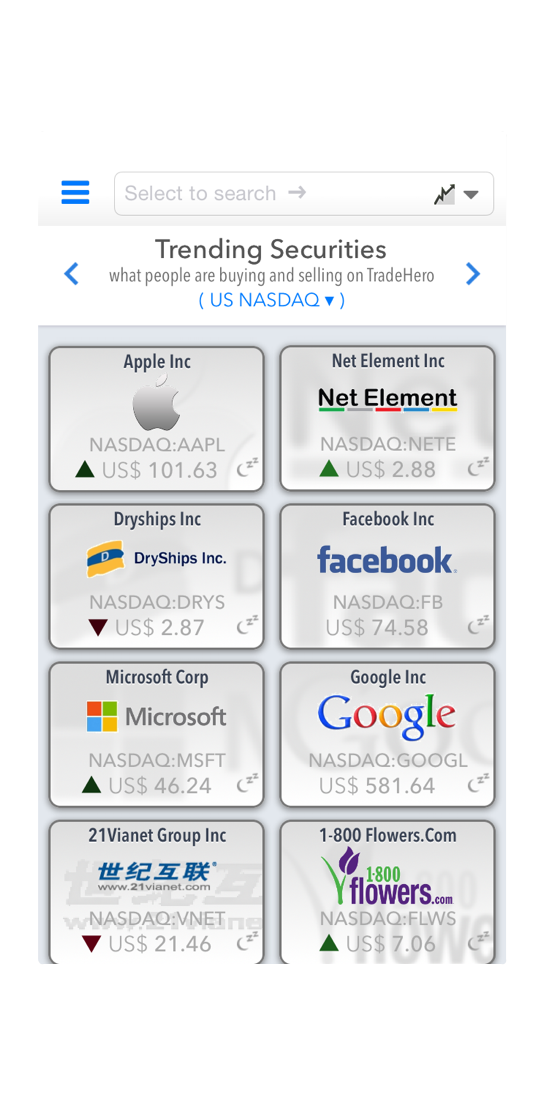 Select to search →
Trending Securities
what people are buying and selling on TradeHero
( US NASDAQ ▾ )
Apple Inc
NASDAQ:AAPL
▲ US$ 101.63
Net Element Inc
Net Element
NASDAQ:NETE
▲ US$ 2.88
Dryships Inc
D DryShips Inc.
NASDAQ:DRYS
▼ US$ 2.87
Facebook Inc
facebook.
NASDAQ:FB
US$ 74.58
Microsoft Corp
Microsoft
NASDAQ:MSFT
▲ US$ 46.24
Google Inc
Google
NASDAQ:GOOGL
US$ 581.64
21Vianet Group Inc
世纪互联®
www.21vianet.com
NASDAQ:VNET
▼ US$ 21.46
1-800 Flowers.Com
1·800
flowers.com
NASDAQ:FLWS
▲ US$ 7.06